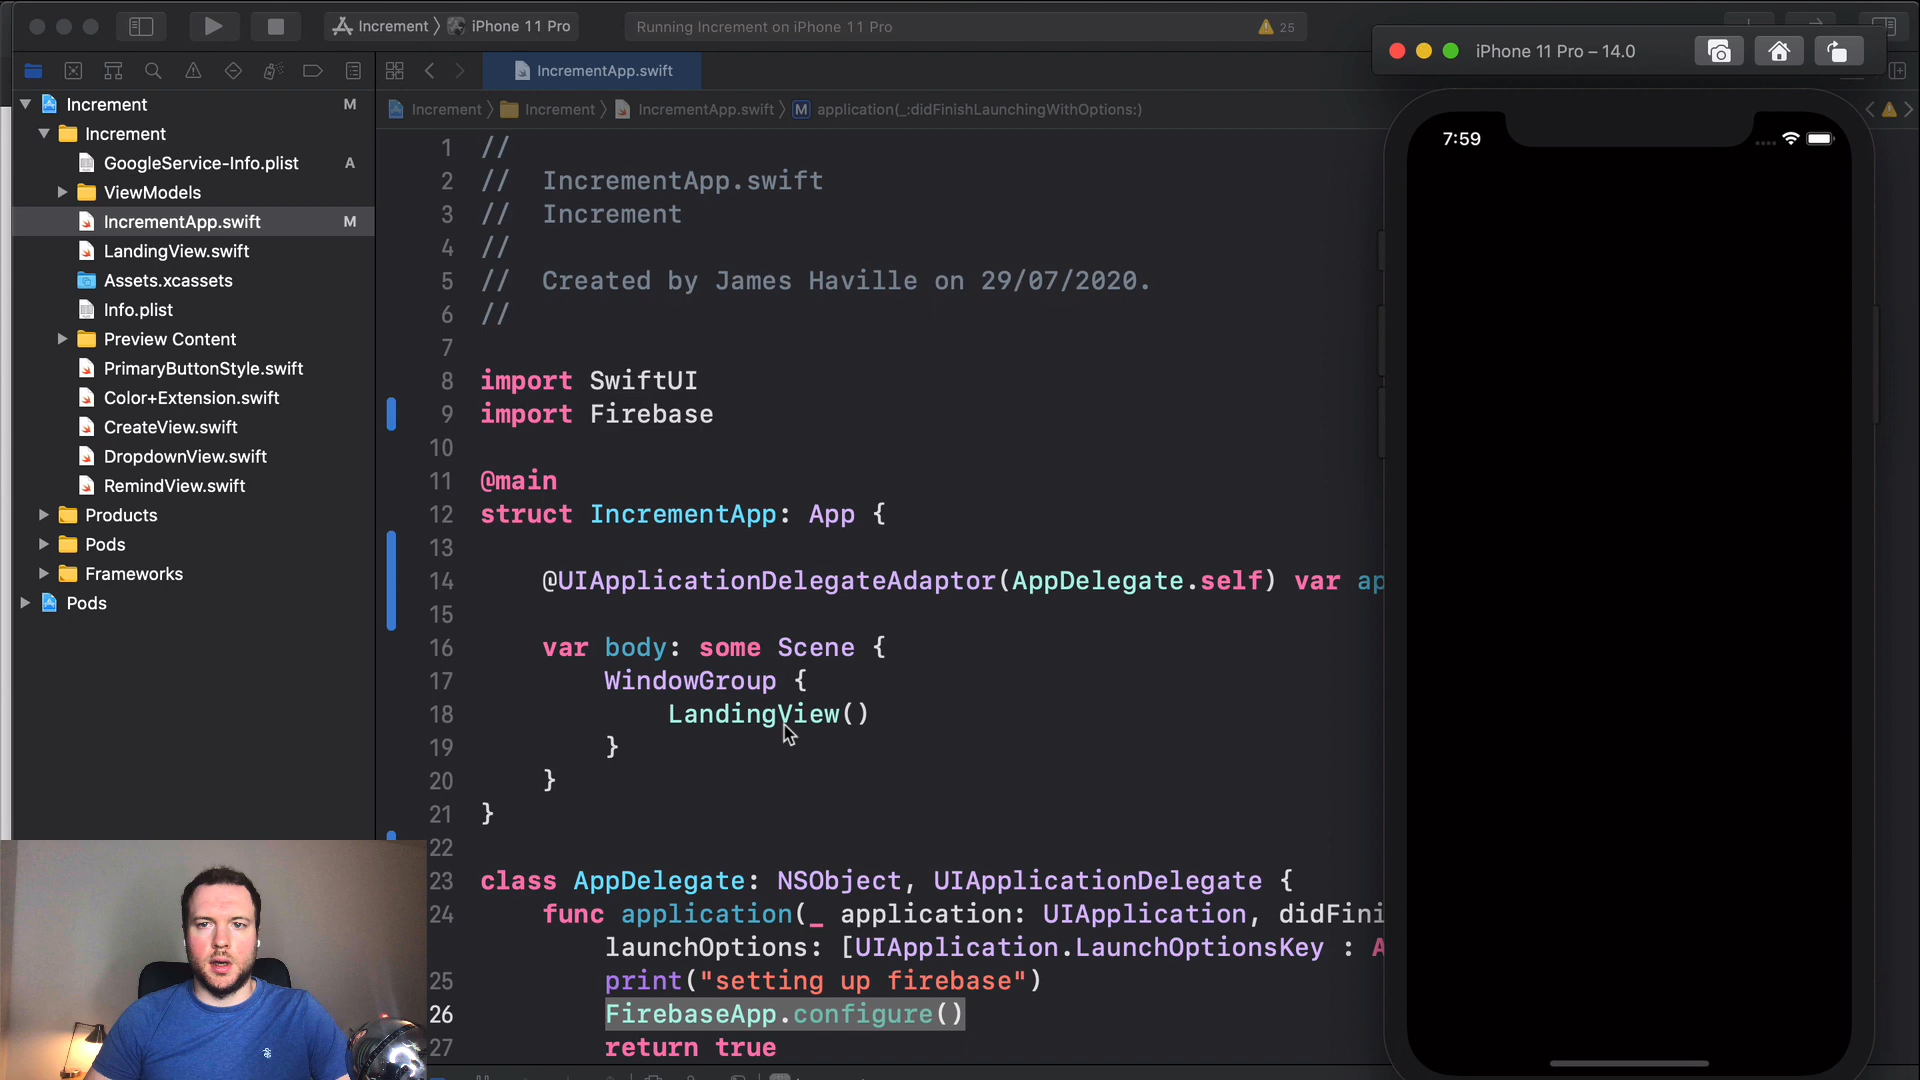 Increment
iPhone 11 Pro
Running Increment on iPhone 11 Pro
25
iPhone 11 Pro – 14.0
IncrementApp.swift
Increment
Increment
IncrementApp.swift
M
application(_:didFinishLaunchingWithOptions:)
Increment
M
Increment
GoogleService-Info.plist
A
ViewModels
IncrementApp.swift
M
LandingView.swift
Assets.xcassets
Info.plist
Preview Content
PrimaryButtonStyle.swift
Color+Extension.swift
CreateView.swift
DropdownView.swift
RemindView.swift
Products
Pods
Frameworks
Pods
1 //
2 // IncrementApp.swift
3 // Increment
4 //
5 // Created by James Haville on 29/07/2020.
6 //
7
8 import SwiftUI
9 import Firebase
10
11 @main
12 struct IncrementApp: App {
13
14 @UIApplicationDelegateAdaptor(AppDelegate.self) var ap
15
16 var body: some Scene {
17 WindowGroup {
18 LandingView()
19 }
20 }
21 }
22
23 class AppDelegate: NSObject, UIApplicationDelegate {
24 func application(_ application: UIApplication, didFini
launchOptions: [UIApplication.LaunchOptionsKey : A
25 print("setting up firebase")
26 FirebaseApp.configure()
27 return true
7:59